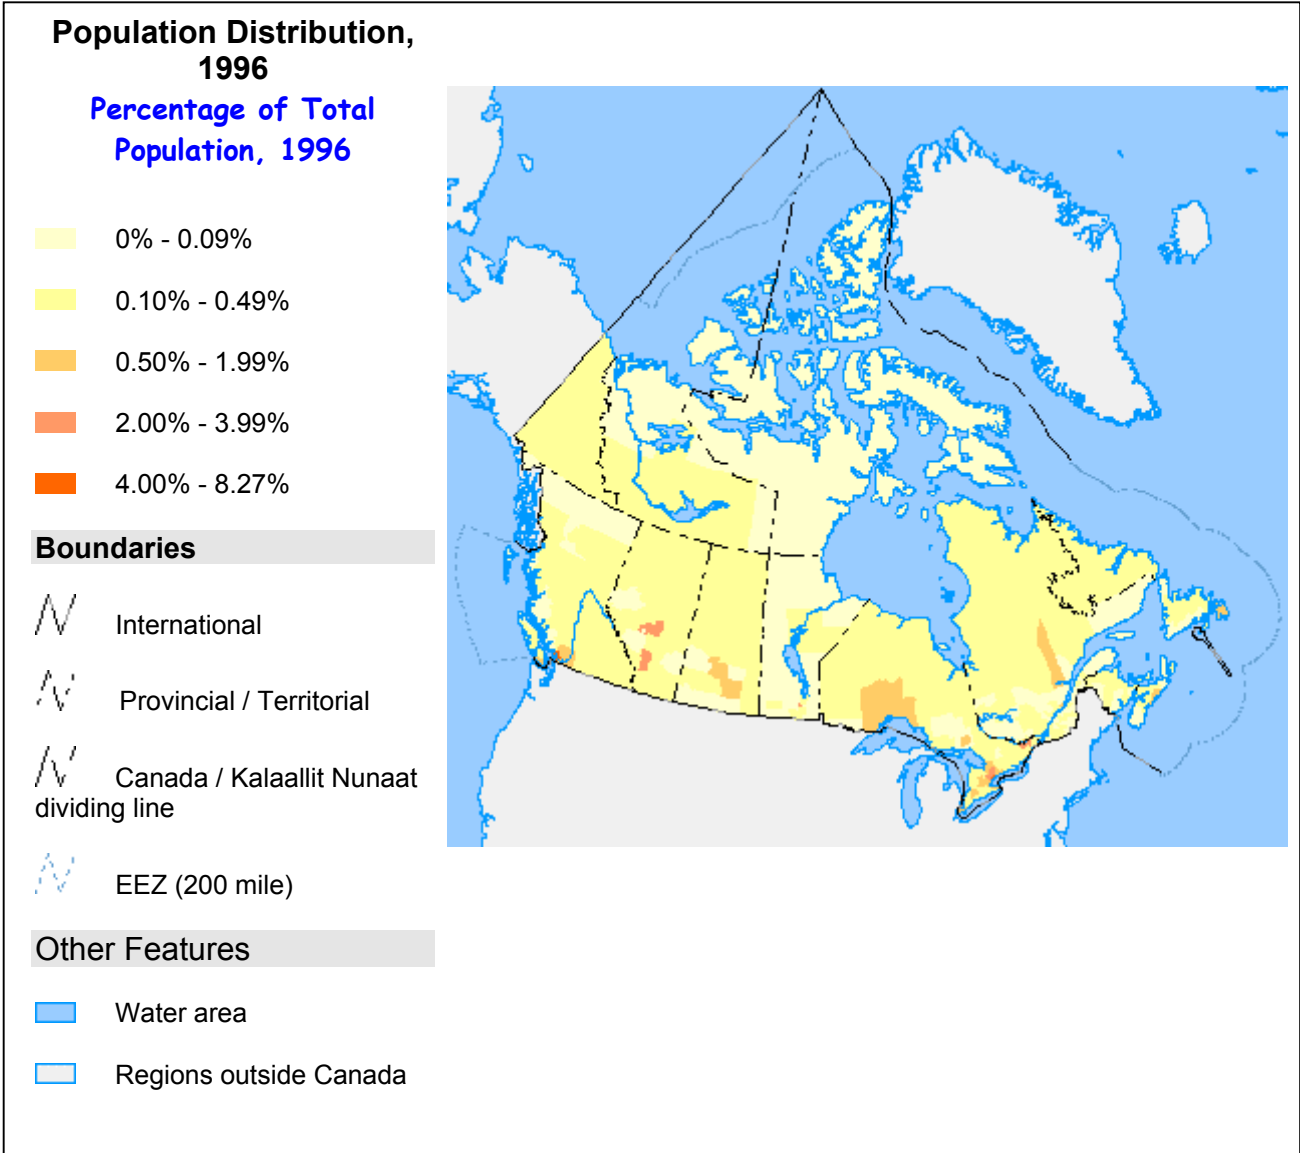 Population Distribution,
1996
Percentage of Total
Population, 1996
0% - 0.09%
0.10% - 0.49%
0.50% - 1.99%
2.00% - 3.99%
4.00% - 8.27%
Boundaries
International
Provincial / Territorial
Canada / Kalaallit Nunaat
dividing line
EEZ (200 mile)
Other Features
Water area
Regions outside Canada